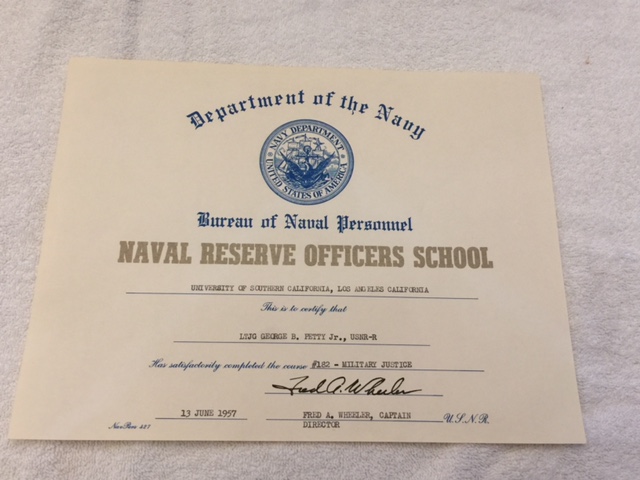 Department of the Navy
NAVY DEPARTMENT
UNITED STATES OF AMERICA
Bureau of Naval Personnel
NAVAL RESERVE OFFICERS SCHOOL
UNIVERSITY OF SOUTHERN CALIFORNIA, LOS ANGELES CALIFORNIA
This is to certify that
LTJG GEORGE B. PETTY Jr., USNR-R
Has satisfactorily completed the course #182 - MILITARY JUSTICE
Fred A. Wheeler
13 JUNE 1957 FRED A. WHEELER, CAPTAIN U.S.N.R.
DIRECTOR
NavPers